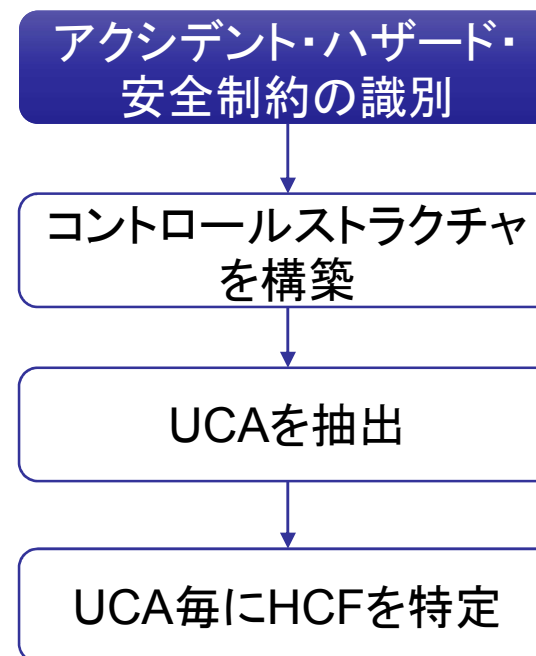 アクシデント・ハザード・
安全制約の識別
コントロールストラクチャ
を構築
UCAを抽出
UCA毎にHCFを特定